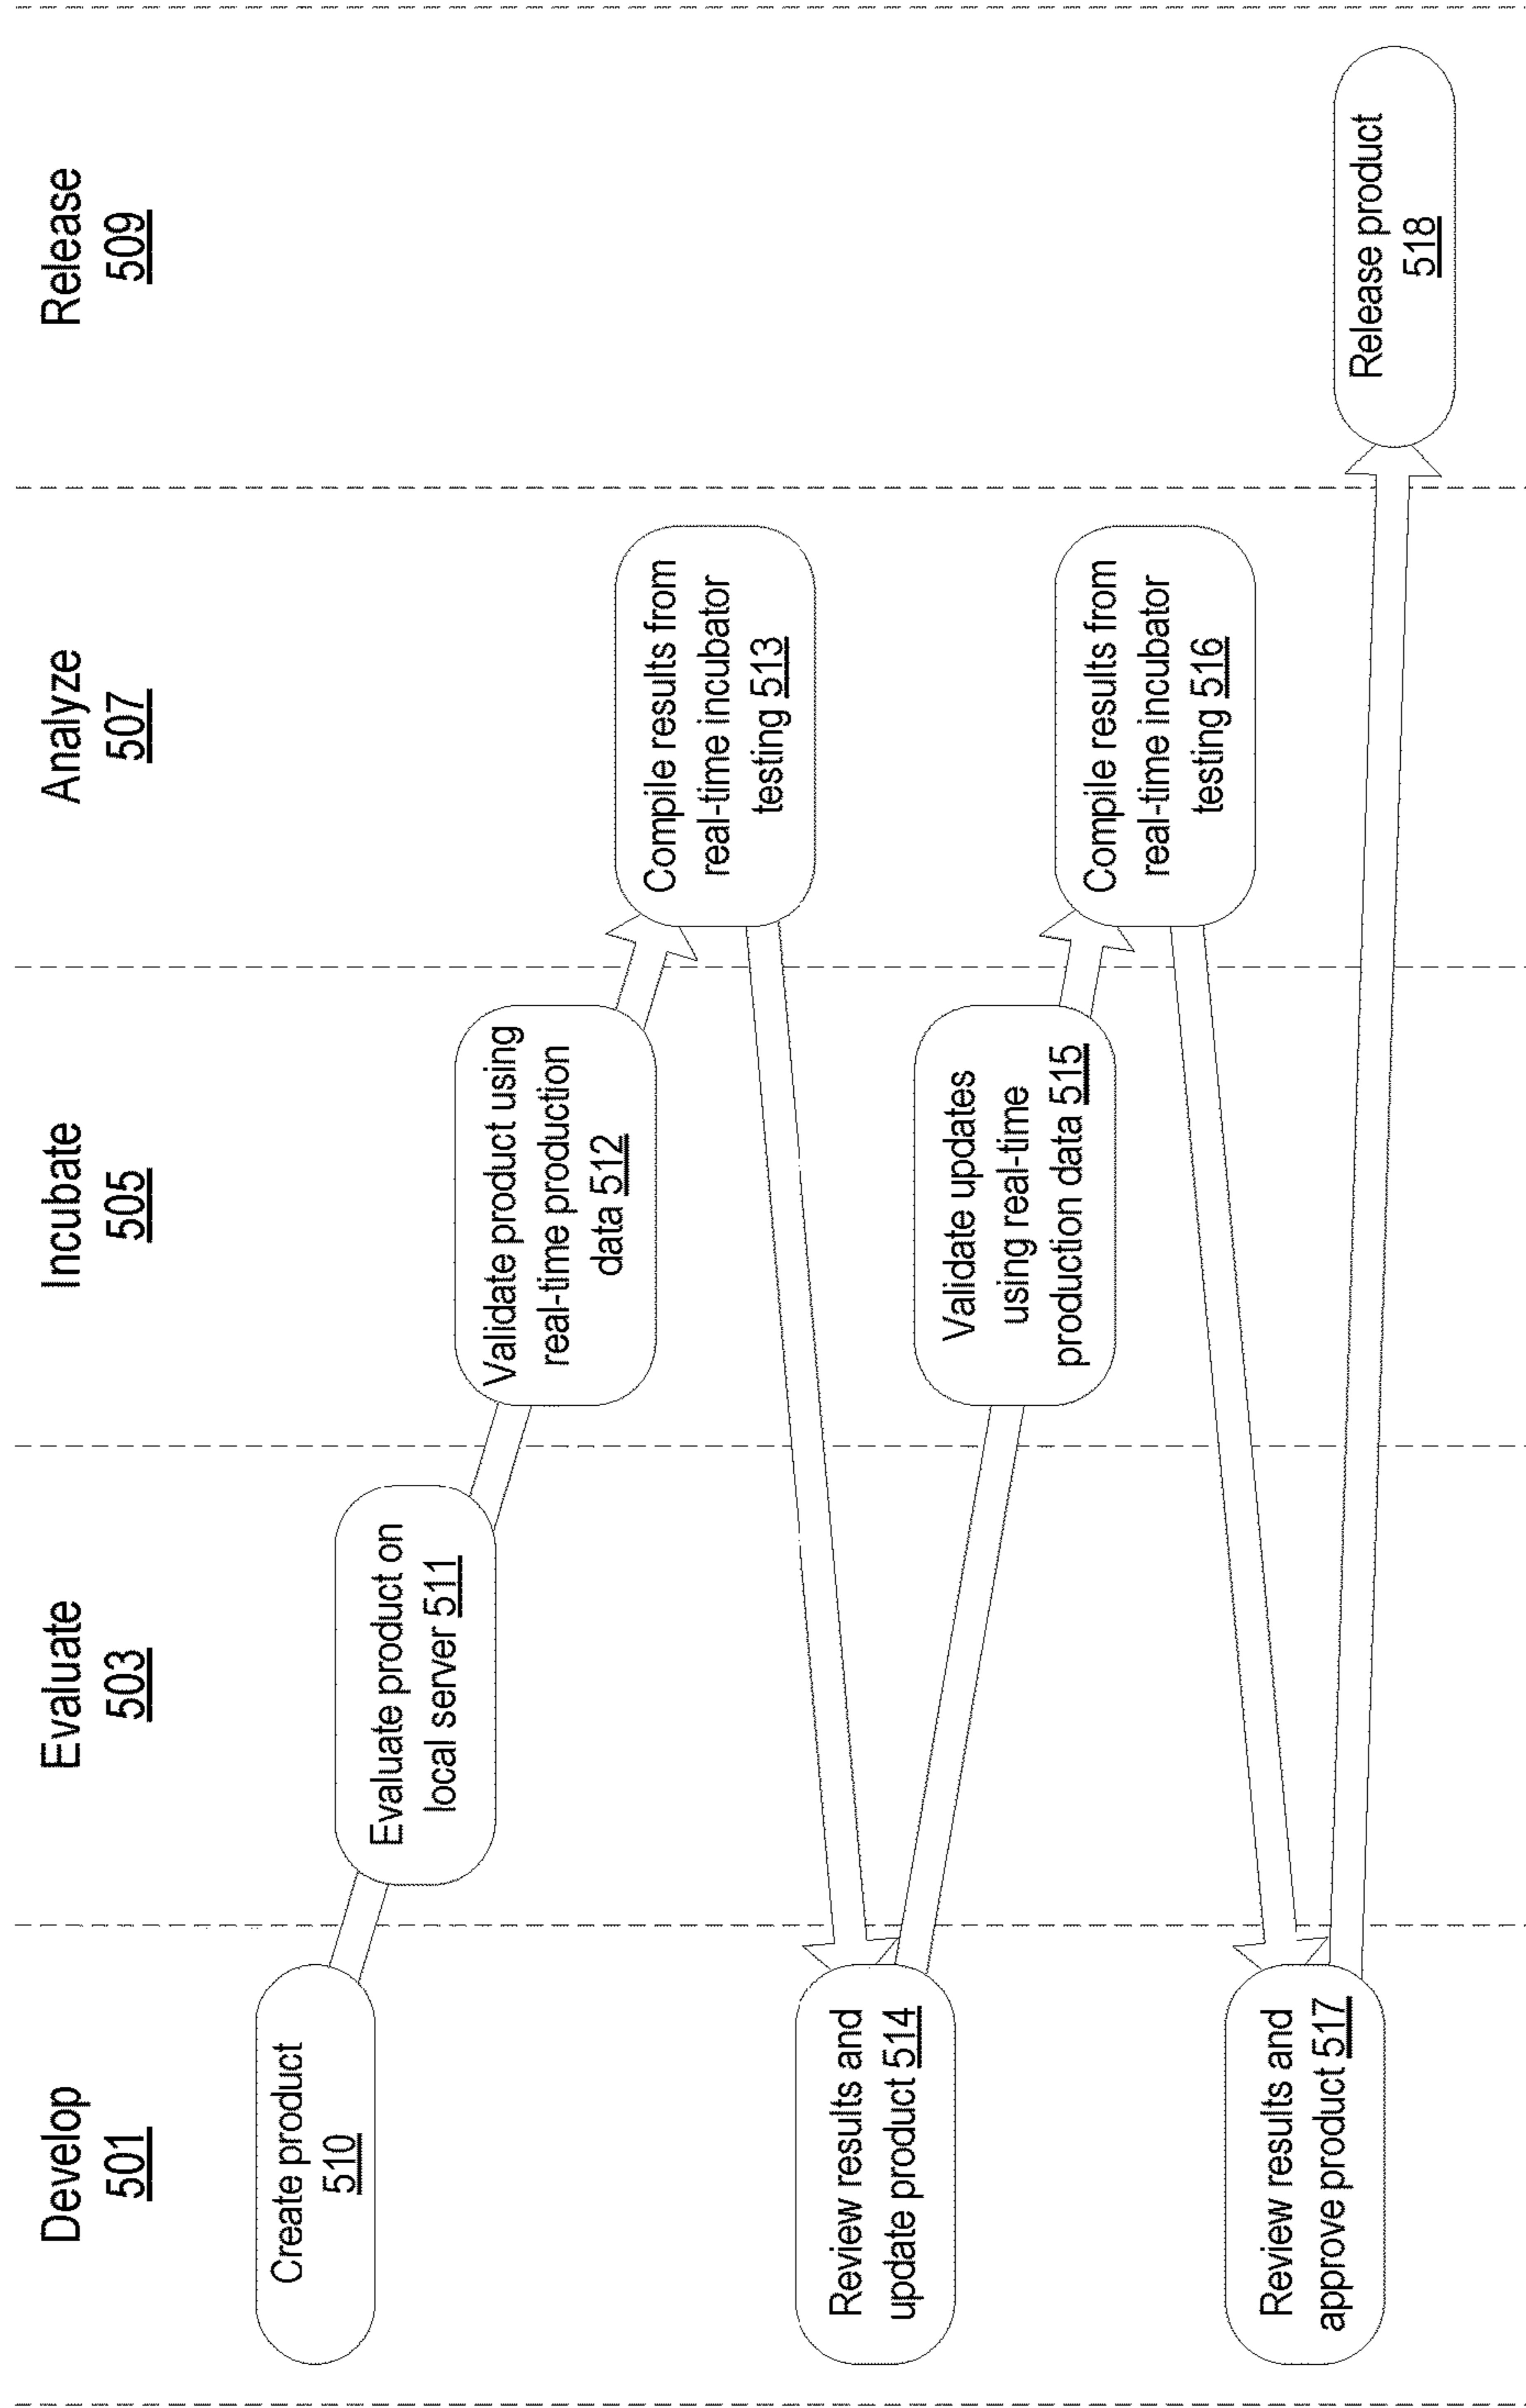 Develop
501
Evaluate
503
Incubate
505
Analyze
507
Release
509
Create product
510
Evaluate product on
local server 511
Validate product using
real-time production
data 512
Compile results from
real-time incubator
testing 513
Review results and
update product 514
Validate updates
using real-time
production data 515
Compile results from
real-time incubator
testing 516
Review results and
approve product 517
Release product
518